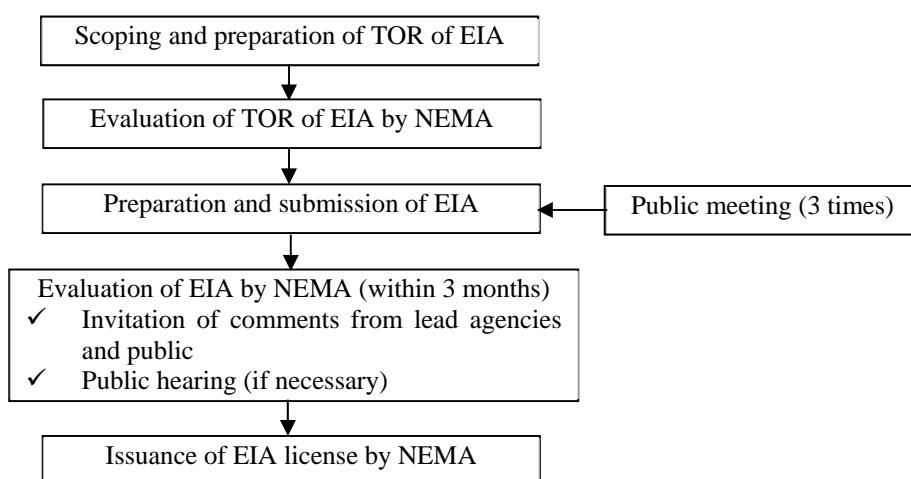 Scoping and preparation of TOR of EIA
Evaluation of TOR of EIA by NEMA
Preparation and submission of EIA
Public meeting (3 times)
Evaluation of EIA by NEMA (within 3 months)
✓ Invitation of comments from lead agencies
and public
✓ Public hearing (if necessary)
Issuance of EIA license by NEMA